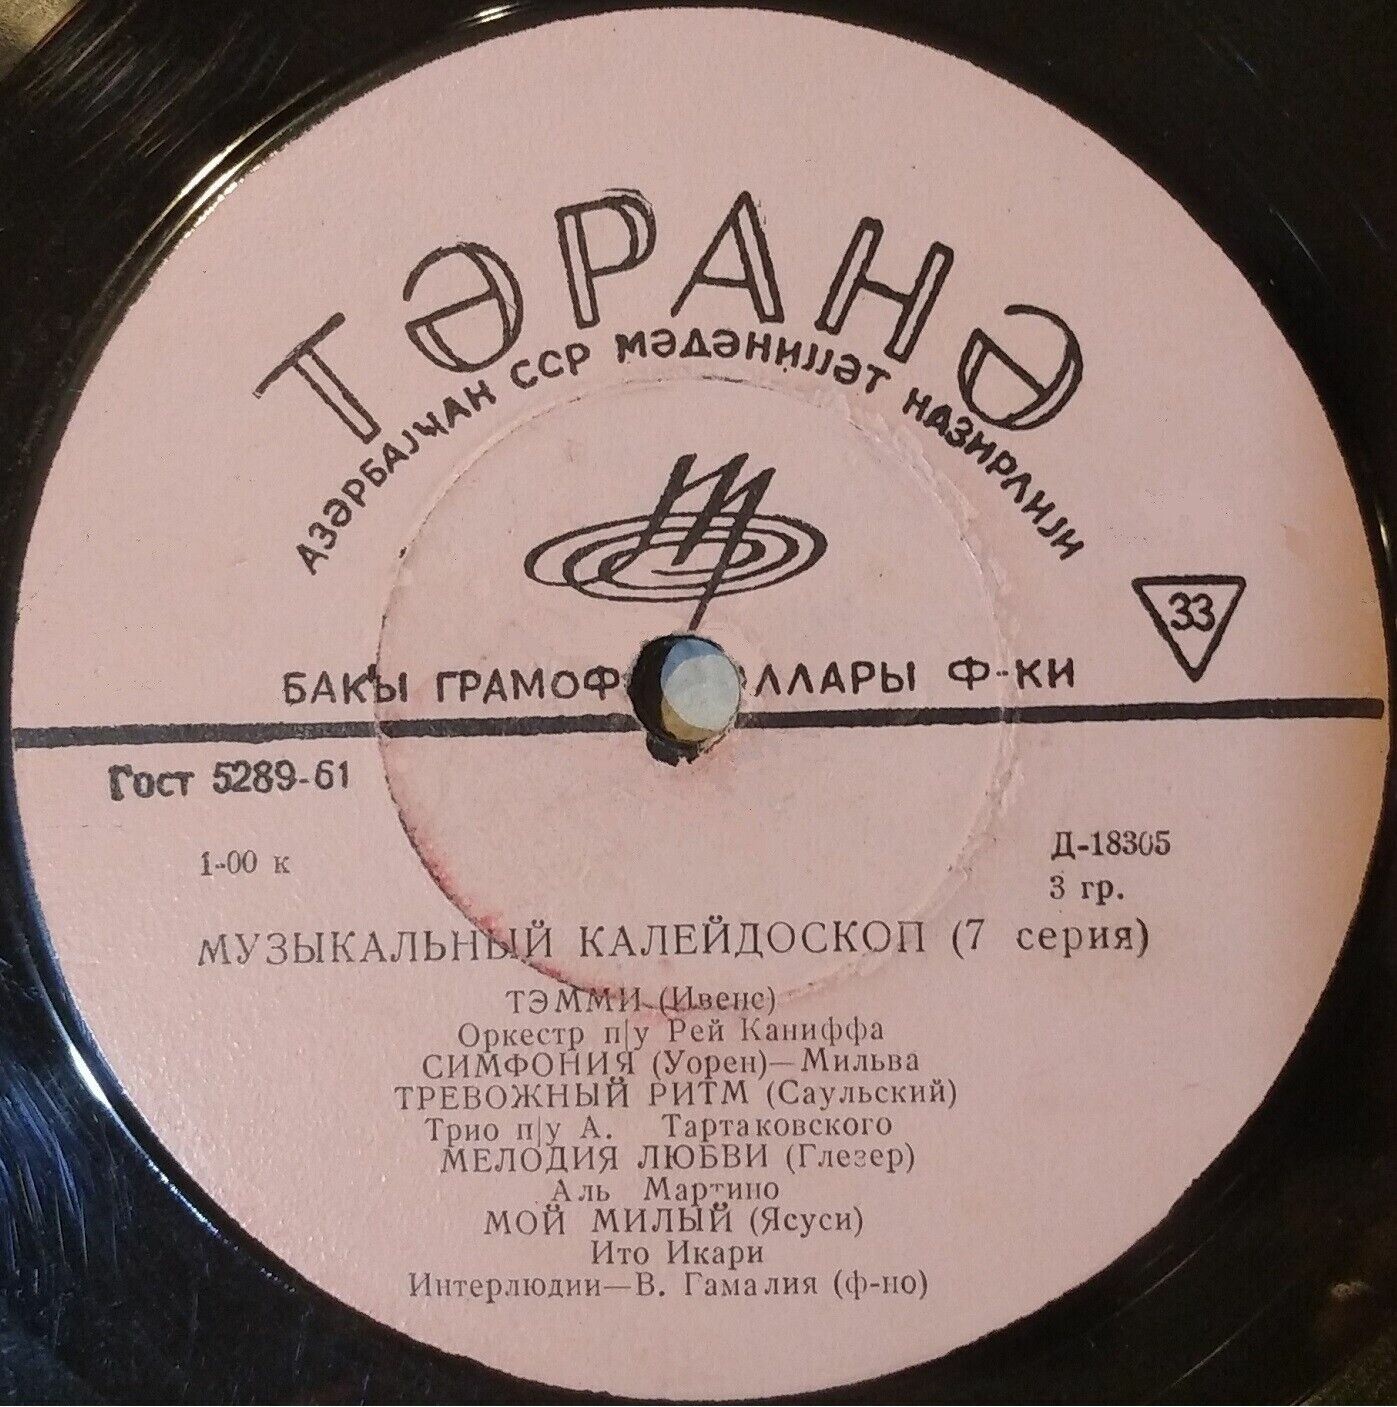 ТӘРАНӘ
АЗӘРБАЈҸАН ССР МӘДӘНИЈЈӘТ НАЗИРЛИЈИ
33
БАКЫ ГРАМОФ ЛЛАРЫ Ф-КИ
Гост 5289-61
1-00 к
Д-18305
3 гр.
МУЗЫКАЛЬНЫЙ КАЛЕЙДОСКОП (7 серия)
ТЭММИ (Ивенс)
Оркестр п|у Рей Каниффа
СИМФОНИЯ (Уорен)—Мильва
ТРЕВОЖНЫЙ РИТМ (Саульский)
Трио п|у А. Тартаковского
МЕЛОДИЯ ЛЮБВИ (Глезер)
Аль Мартино
МОЙ МИЛЫЙ (Ясуси)
Ито Икари
Интерлюдии—В. Гамалия (ф-но)